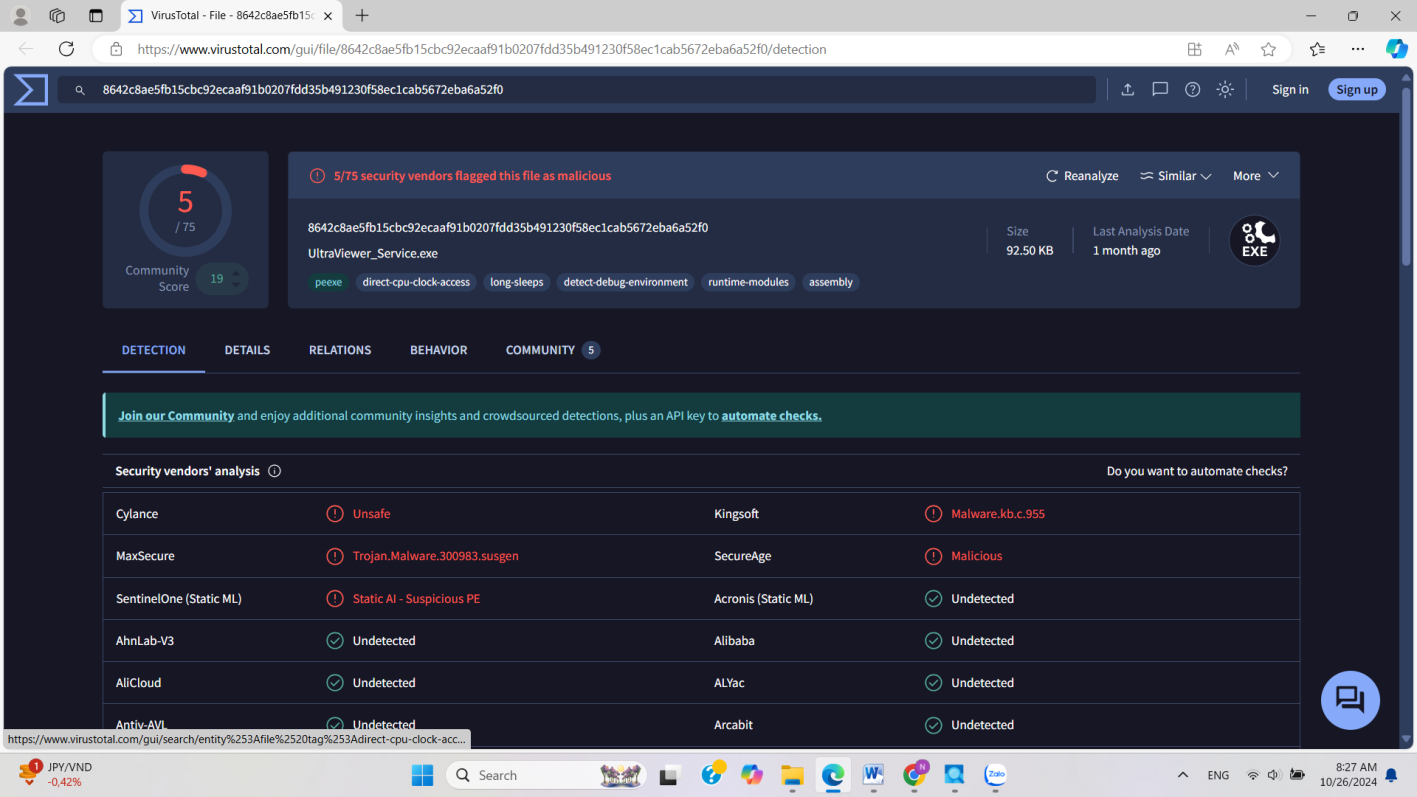 VirusTotal - File - 8642c8ae5fb15c
https://www.virustotal.com/gui/file/8642c8ae5fb15cbc92ecaaf91b0207fdd35b491230f58ec1cab5672eba6a52f0/detection
8642c8ae5fb15cbc92ecaaf91b0207fdd35b491230f58ec1cab5672eba6a52f0
Sign in
Sign up
5
/ 75
Community
Score
19
5/75 security vendors flagged this file as malicious
Reanalyze
Similar
More
8642c8ae5fb15cbc92ecaaf91b0207fdd35b491230f58ec1cab5672eba6a52f0
UltraViewer_Service.exe
peexe
direct-cpu-clock-access
long-sleeps
detect-debug-environment
runtime-modules
assembly
Size
92.50 KB
Last Analysis Date
1 month ago
EXE
DETECTION
DETAILS
RELATIONS
BEHAVIOR
COMMUNITY 5
Join our Community and enjoy additional community insights and crowdsourced detections, plus an API key to automate checks.
Security vendors' analysis
Do you want to automate checks?
Cylance
Unsafe
Kingsoft
Malware.kb.c.955
MaxSecure
Trojan.Malware.300983.susgen
SecureAge
Malicious
SentinelOne (Static ML)
Static AI - Suspicious PE
Acronis (Static ML)
Undetected
AhnLab-V3
Undetected
Alibaba
Undetected
AliCloud
Undetected
ALYac
Undetected
Antiy-AVL
Undetected
Arcabit
Undetected
https://www.virustotal.com/gui/search/entity%253Afile%2520tag%253Adirect-cpu-clock-acc...
1
JPY/VND
-0,42%
Search
N
Zalo
ENG
8:27 AM
10/26/2024